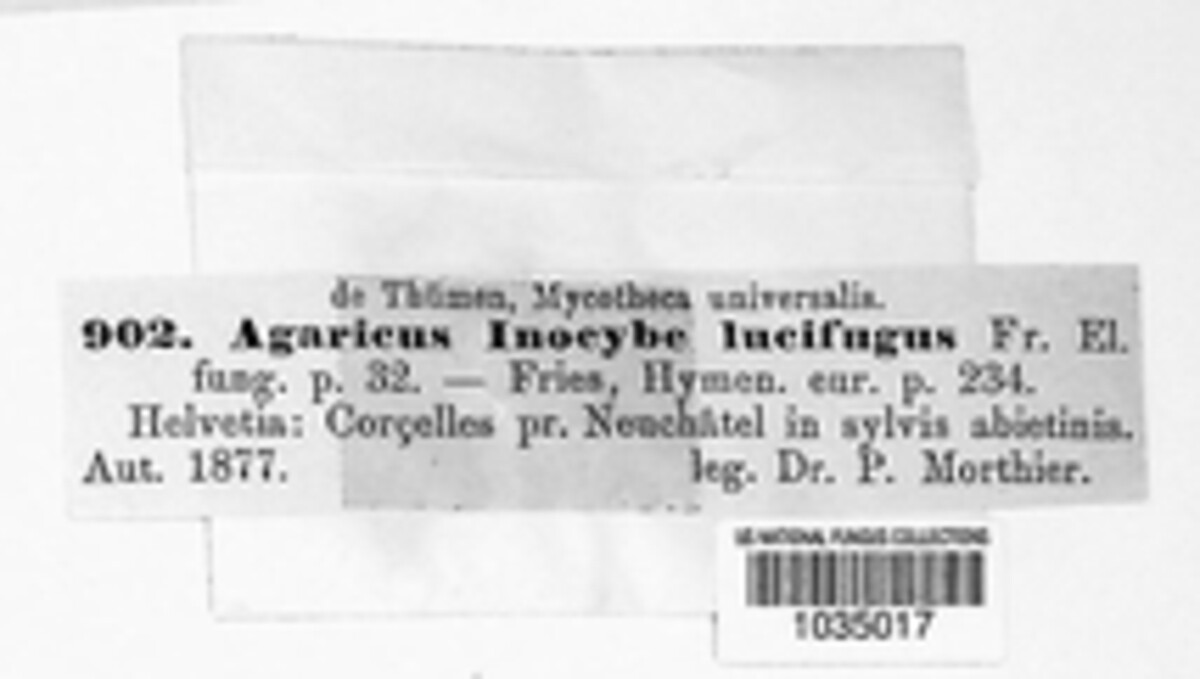 de Thümen, Mycotheca universalis.
902. Agaricus Inocybe lucifugus Fr. El.
fung. p. 32. — Fries, Hymen. eur. p. 234.
Helvetia: Corçelles pr. Neuchâtel in sylvis abietinis.
Aut. 1877. leg. Dr. P. Morthier.
US NATIONAL FUNGUS COLLECTIONS
1035017